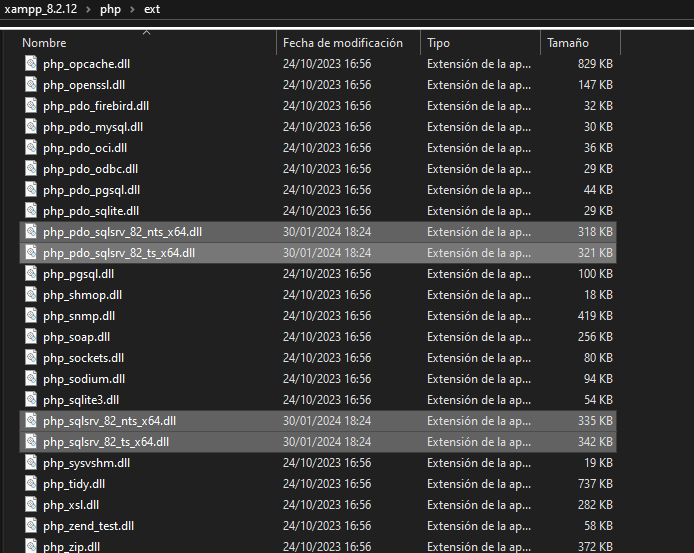 xampp_8.2.12 > php > ext
Nombre Fecha de modificación Tipo Tamaño
php_opcache.dll 24/10/2023 16:56 Extensión de la ap... 829 KB
php_openssl.dll 24/10/2023 16:56 Extensión de la ap... 147 KB
php_pdo_firebird.dll 24/10/2023 16:56 Extensión de la ap... 32 KB
php_pdo_mysql.dll 24/10/2023 16:56 Extensión de la ap... 30 KB
php_pdo_oci.dll 24/10/2023 16:56 Extensión de la ap... 36 KB
php_pdo_odbc.dll 24/10/2023 16:56 Extensión de la ap... 29 KB
php_pdo_pgsql.dll 24/10/2023 16:56 Extensión de la ap... 44 KB
php_pdo_sqlite.dll 24/10/2023 16:56 Extensión de la ap... 29 KB
php_pdo_sqlsrv_82_nts_x64.dll 30/01/2024 18:24 Extensión de la ap... 318 KB
php_pdo_sqlsrv_82_ts_x64.dll 30/01/2024 18:24 Extensión de la ap... 321 KB
php_pgsql.dll 24/10/2023 16:56 Extensión de la ap... 100 KB
php_shmop.dll 24/10/2023 16:56 Extensión de la ap... 18 KB
php_snmp.dll 24/10/2023 16:56 Extensión de la ap... 419 KB
php_soap.dll 24/10/2023 16:56 Extensión de la ap... 256 KB
php_sockets.dll 24/10/2023 16:56 Extensión de la ap... 80 KB
php_sodium.dll 24/10/2023 16:56 Extensión de la ap... 94 KB
php_sqlite3.dll 24/10/2023 16:56 Extensión de la ap... 54 KB
php_sqlsrv_82_nts_x64.dll 30/01/2024 18:24 Extensión de la ap... 335 KB
php_sqlsrv_82_ts_x64.dll 30/01/2024 18:24 Extensión de la ap... 342 KB
php_sysvshm.dll 24/10/2023 16:56 Extensión de la ap... 19 KB
php_tidy.dll 24/10/2023 16:56 Extensión de la ap... 737 KB
php_xsl.dll 24/10/2023 16:56 Extensión de la ap... 282 KB
php_zend_test.dll 24/10/2023 16:56 Extensión de la ap... 58 KB
php_zip.dll 24/10/2023 16:56 Extensión de la ap... 372 KB